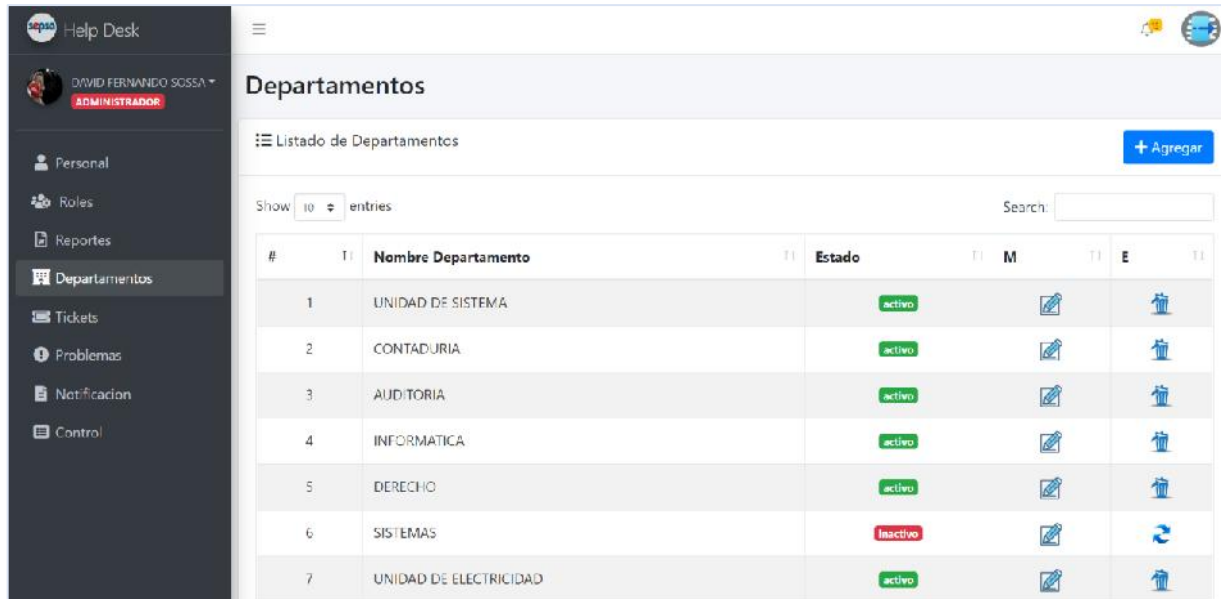 sepsa Help Desk
DAVID FERNANDO SOSSA
ADMINISTRADOR
Personal
Roles
Reportes
Departamentos
Tickets
Problemas
Notificacion
Control
Departamentos
Listado de Departamentos
+ Agregar
Show 10 entries
Search:
# Nombre Departamento Estado M E
1 UNIDAD DE SISTEMA activo
2 CONTADURIA activo
3 AUDITORIA activo
4 INFORMATICA activo
5 DERECHO activo
6 SISTEMAS Inactivo
7 UNIDAD DE ELECTRICIDAD activo